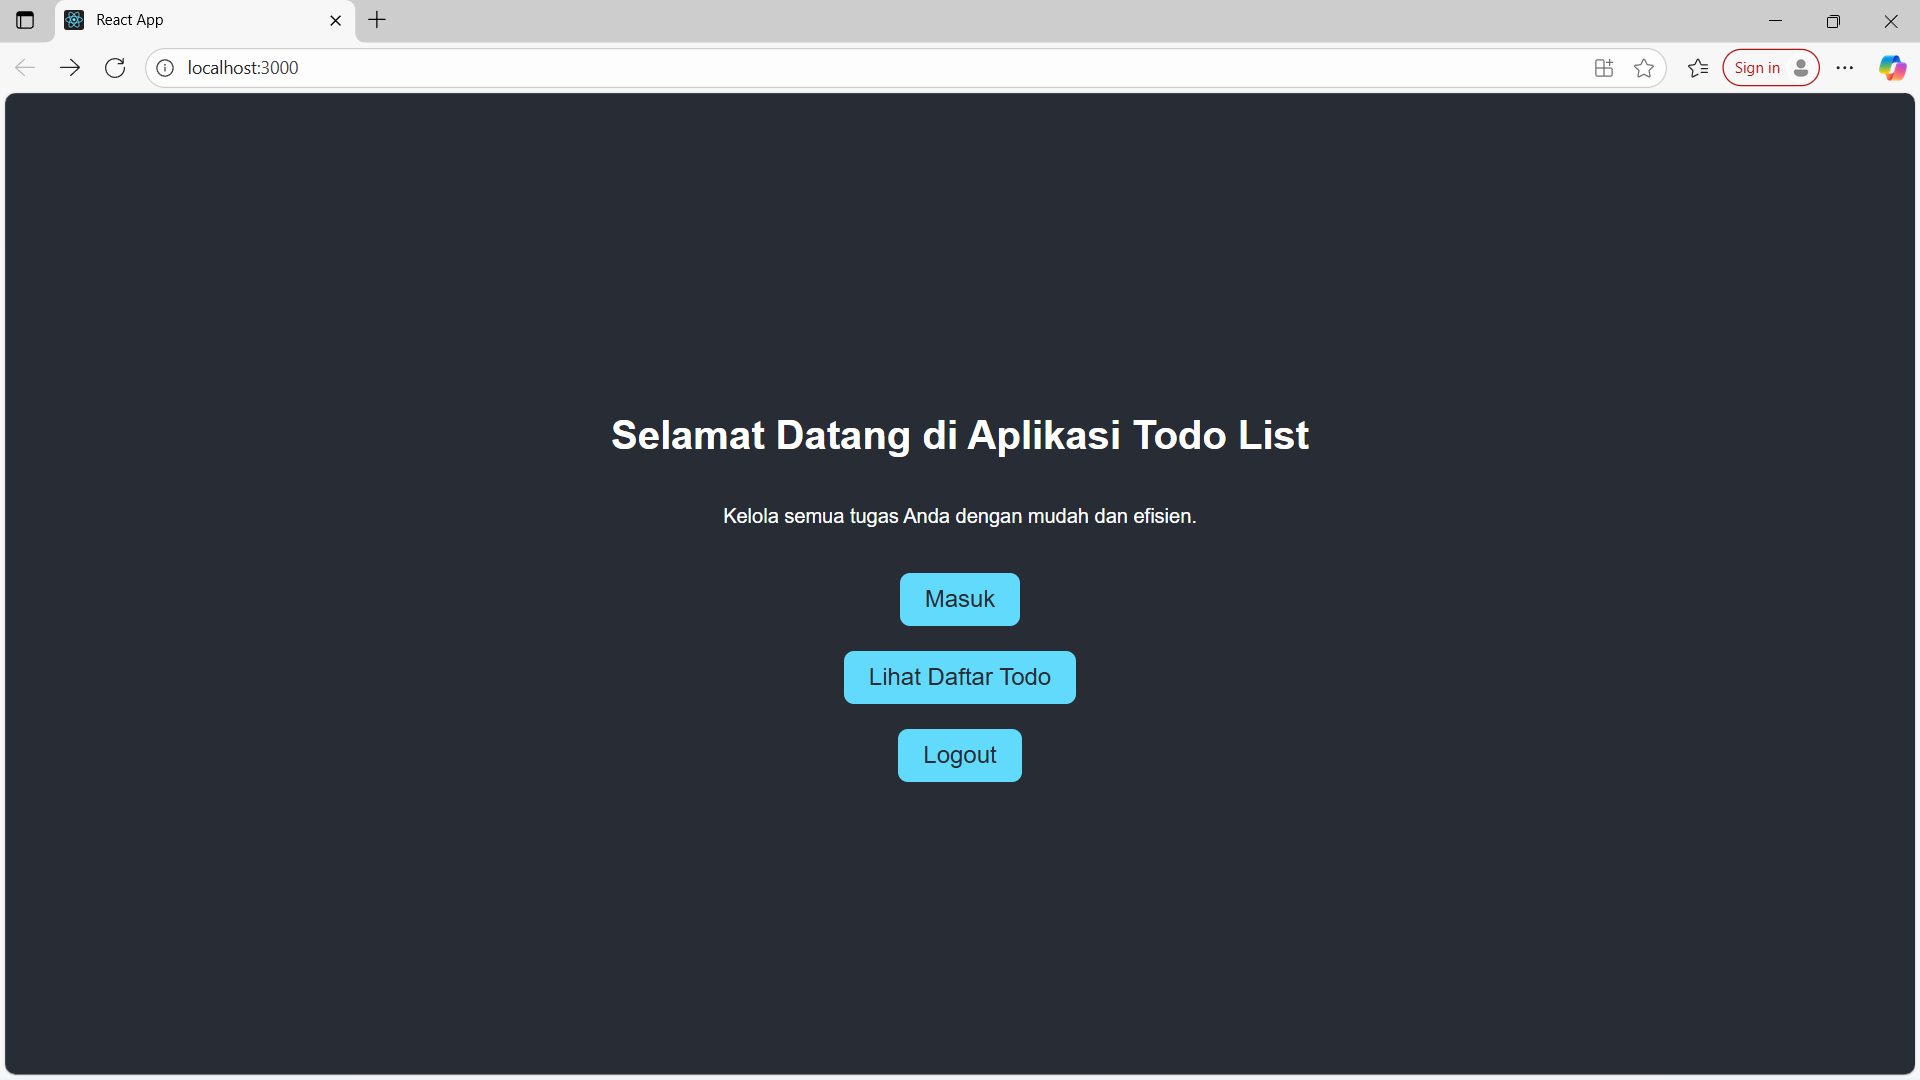 React App
localhost:3000
Sign in
Selamat Datang di Aplikasi Todo List
Kelola semua tugas Anda dengan mudah dan efisien.
Masuk
Lihat Daftar Todo
Logout